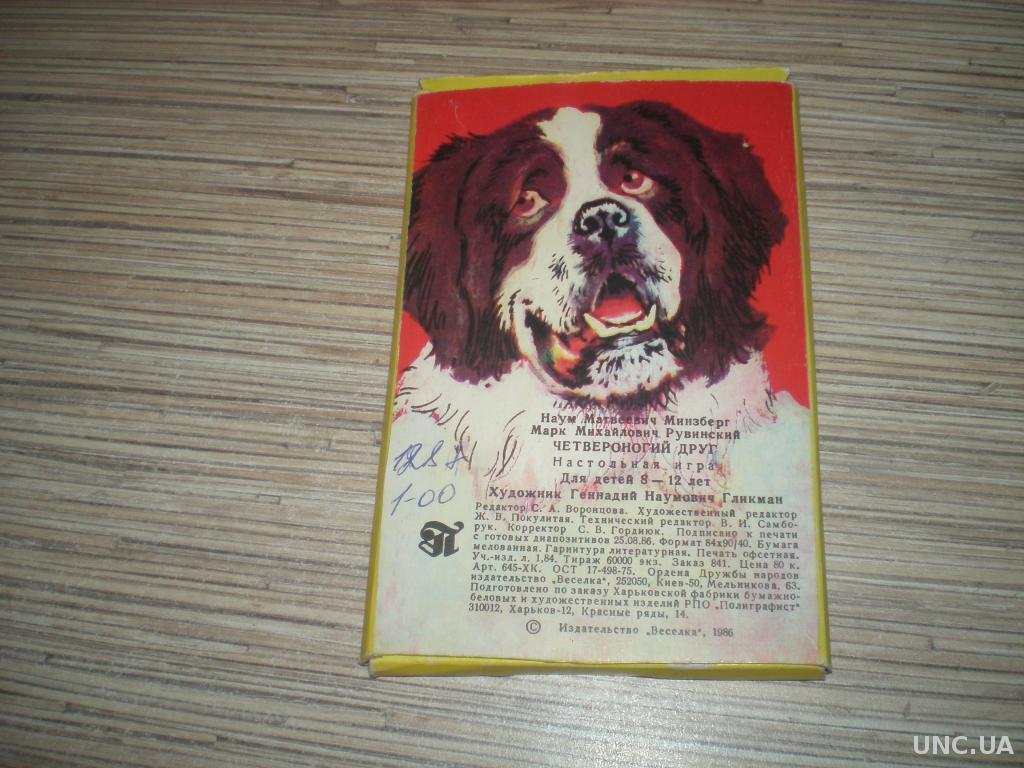 Наум Матвеевич Минзберг
Марк Михайлович Рувинский
ЧЕТВЕРОНОГИЙ ДРУГ
Настольная игра
Для детей 8 — 12 лет
Художник Геннадий Наумович Гликман
Редактор С. А. Воронцова. Художественный редактор
Ж. В. Покулитая. Технический редактор В. И. Самбо-
рук. Корректор С. В. Гордиюк. Подписано к печати
с готовых диапозитивов 25.08.86. Формат 84х90/40. Бумага
мелованная. Гарнитура литературная. Печать офсетная.
Уч.-изд. л. 1,84. Тираж 60000 экз. Заказ 841. Цена 80 к.
Арт. 645-ХК. ОСТ 17-498-75. Ордена Дружбы народов
издательство „Веселка“, 252050, Киев-50, Мельникова, 63.
Подготовлено по заказу Харьковской фабрики бумажно-
беловых и художественных изделий РПО „Полиграфист“
310012, Харьков-12, Красные ряды, 14.
© Издательство „Веселка“, 1986
1-00
П
UNC.UA